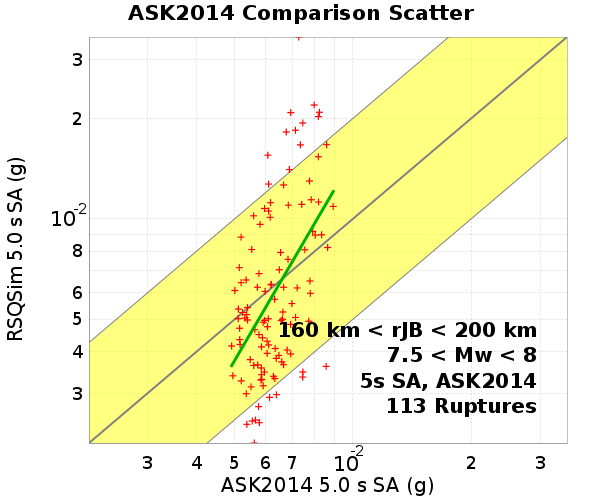 ASK2014 Comparison Scatter
RSQSim 5.0 s SA (g)
3
2
10-2
8
6
5
4
3
160 km < rJB < 200 km
7.5 < Mw < 8
5s SA, ASK2014
113 Ruptures
3 4 5 6 7 10-2 2 3
ASK2014 5.0 s SA (g)